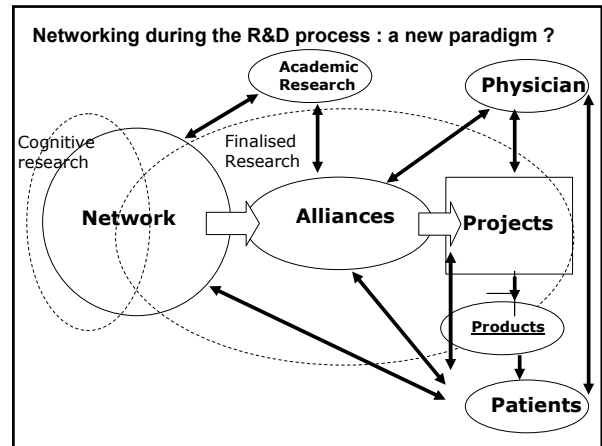 Networking during the R&D process : a new paradigm ?
Academic
Research
Physician
Cognitive
research
Finalised
Research
Network
Alliances
Projects
Products
Patients